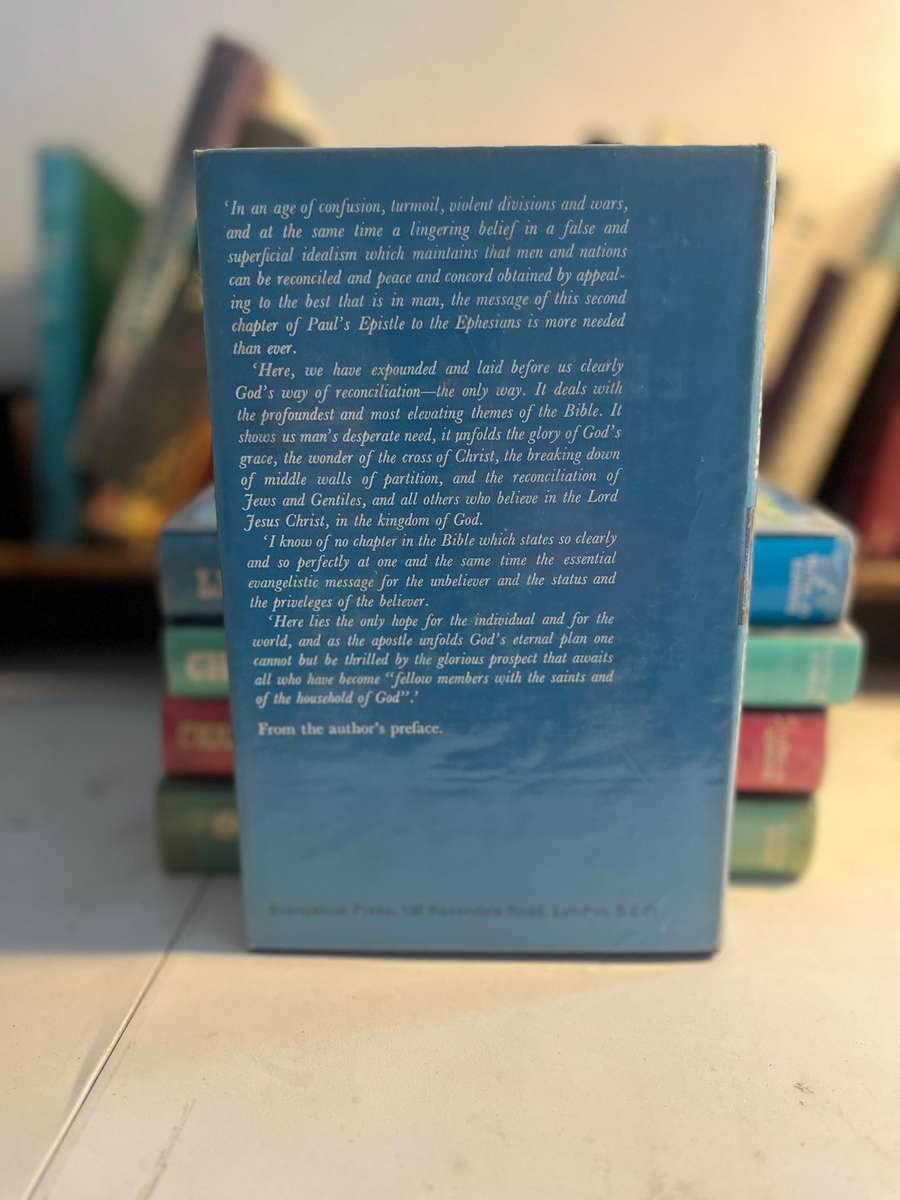 ‘In an age of confusion, turmoil, violent divisions and wars,
and at the same time a lingering belief in a false and
superficial idealism which maintains that men and nations
can be reconciled and peace and concord obtained by appeal-
ing to the best that is in man, the message of this second
chapter of Paul’s Epistle to the Ephesians is more needed
than ever.
‘Here, we have expounded and laid before us clearly
God’s way of reconciliation—the only way. It deals with
the profoundest and most elevating themes of the Bible. It
shows us man’s desperate need, it unfolds the glory of God’s
grace, the wonder of the cross of Christ, the breaking down
of middle walls of partition, and the reconciliation of
Jews and Gentiles, and all others who believe in the Lord
Jesus Christ, in the kingdom of God.
‘I know of no chapter in the Bible which states so clearly
and so perfectly at one and the same time the essential
evangelistic message for the unbeliever and the status and
the priveleges of the believer.
‘Here lies the only hope for the individual and for the
world, and as the apostle unfolds God’s eternal plan one
cannot but be thrilled by the glorious prospect that awaits
all who have become “fellow members with the saints and
of the household of God”.’
From the author’s preface.
Press, Road, London,